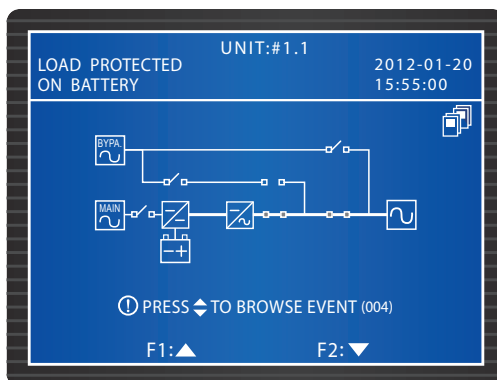 UNIT:#1.1
LOAD PROTECTED
ON BATTERY
2012-01-20
15:55:00
BYPA.
MAIN
PRESS TO BROWSE EVENT (004)
F1:
F2: